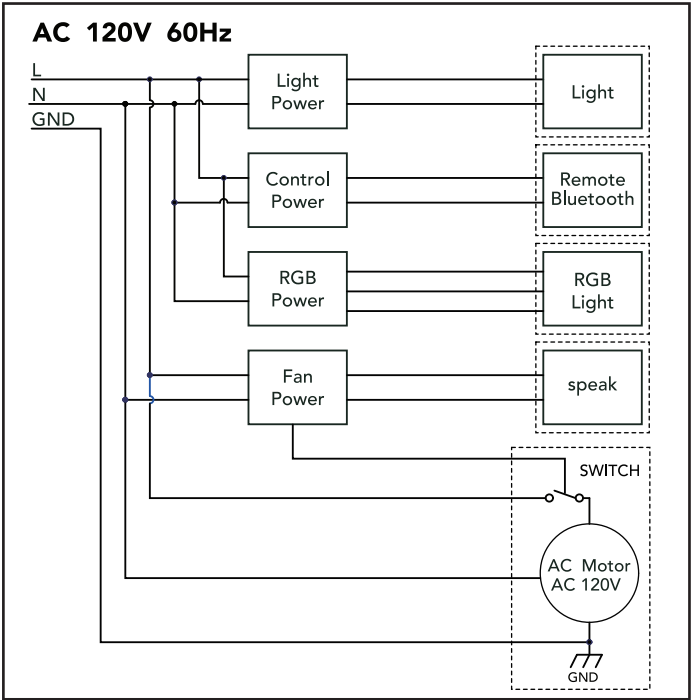 AC 120V 60Hz
L
N
GND
Light
Power
Light
Control
Power
Remote
Bluetooth
RGB
Power
RGB
Light
Fan
Power
speak
SWITCH
AC Motor
AC 120V
GND